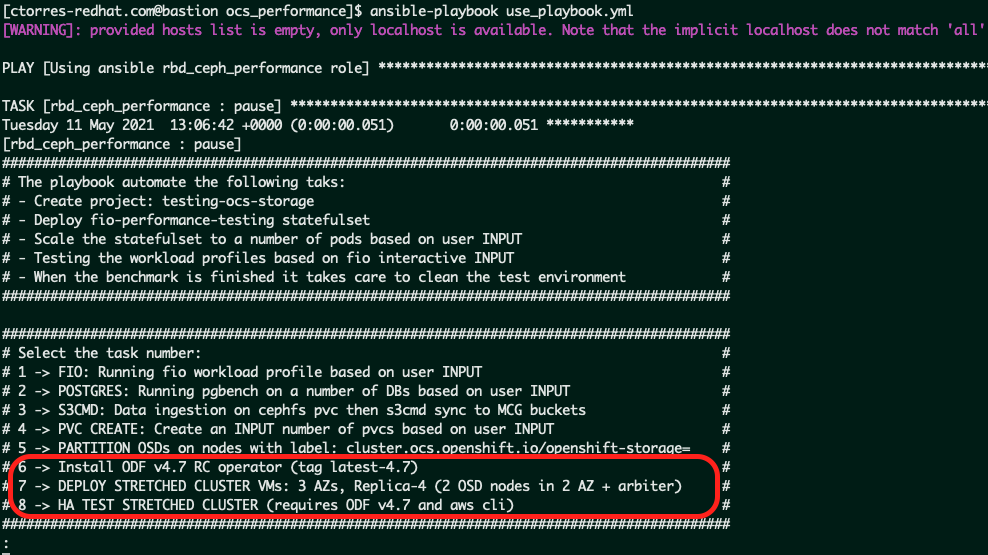 [ctorres-redhat.com@bastion ocs_performance]$ ansible-playbook use_playbook.yml
[WARNING]: provided hosts list is empty, only localhost is available. Note that the implicit localhost does not match 'all'
PLAY [Using ansible rbd_ceph_performance role] ***************************************************************************
TASK [rbd_ceph_performance : pause] *************************************************************************************
Tuesday 11 May 2021  13:06:42 +0000 (0:00:00.051)       0:00:00.051 ***********
[rbd_ceph_performance : pause]
###########################################################################################
# The playbook automate the following taks:                                               #
# - Create project: testing-ocs-storage                                                   #
# - Deploy fio-performance-testing statefulset                                            #
# - Scale the statefulset to a number of pods based on user INPUT                         #
# - Testing the workload profiles based on fio interactive INPUT                          #
# - When the benchmark is finished it takes care to clean the test environment            #
###########################################################################################
###########################################################################################
# Select the task number:                                                                 #
# 1 -> FIO: Running fio workload profile based on user INPUT                              #
# 2 -> POSTGRES: Running pgbench on a number of DBs based on user INPUT                   #
# 3 -> S3CMD: Data ingestion on cephfs pvc then s3cmd sync to MCG buckets                 #
# 4 -> PVC CREATE: Create an INPUT number of pvcs based on user INPUT                     #
# 5 -> PARTITION OSDs on nodes with label: cluster.ocs.openshift.io/openshift-storage=    #
# 6 -> Install ODF v4.7 RC operator (tag latest-4.7)                                      #
# 7 -> DEPLOY STRETCHED CLUSTER VMs: 3 AZs, Replica-4 (2 OSD nodes in 2 AZ + arbiter)     #
# 8 -> HA TEST STRETCHED CLUSTER (requires ODF v4.7 and aws cli)                          #
###########################################################################################
: